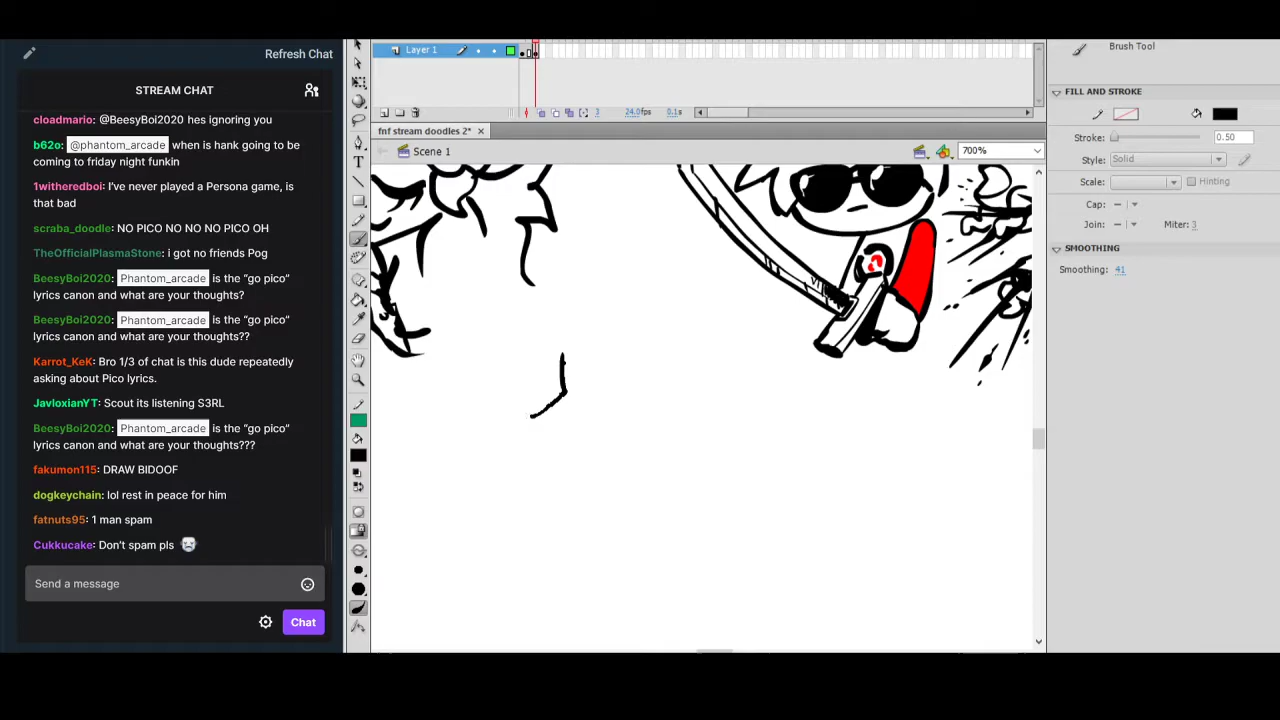 Refresh Chat
STREAM CHAT
cloadmario: @BeesyBoi2020 hes ignoring you
b62o: @phantom_arcade when is hank going to be
coming to friday night funkin
1witheredboi: I've never played a Persona game, is
that bad
scraba_doodle: NO PICO NO NO NO PICO OH
TheOfficialPlasmaStone: i got no friends Pog
BeesyBoi2020: Phantom_arcade is the "go pico"
lyrics canon and what are your thoughts?
BeesyBoi2020: Phantom_arcade is the "go pico"
lyrics canon and what are your thoughts??
Karrot_KeK: Bro 1/3 of chat is this dude repeatedly
asking about Pico lyrics.
JavloxianYT: Scout its listening S3RL
BeesyBoi2020: Phantom_arcade is the "go pico"
lyrics canon and what are your thoughts???
fakumon115: DRAW BIDOOF
dogkeychain: lol rest in peace for him
fatnuts95: 1 man spam
Cukkucake: Don't spam pls
Send a message
Chat
Layer 1
3 24.0fps 0.1s
fnf stream doodles 2*
Scene 1
700%
Brush Tool
FILL AND STROKE
Stroke: 0.50
Style: Solid
Scale: Hinting
Cap:
Join: Miter: 3
SMOOTHING
Smoothing: 41